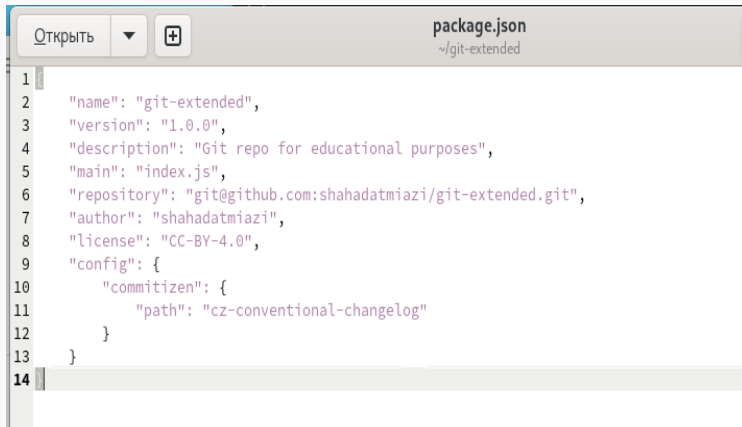 Открыть
package.json
~/git-extended
1 {
2 "name": "git-extended",
3 "version": "1.0.0",
4 "description": "Git repo for educational purposes",
5 "main": "index.js",
6 "repository": "git@github.com:shahadatmiazi/git-extended.git",
7 "author": "shahadatmiazi",
8 "license": "CC-BY-4.0",
9 "config": {
10 "commitizen": {
11 "path": "cz-conventional-changelog"
12 }
13 }
14 }